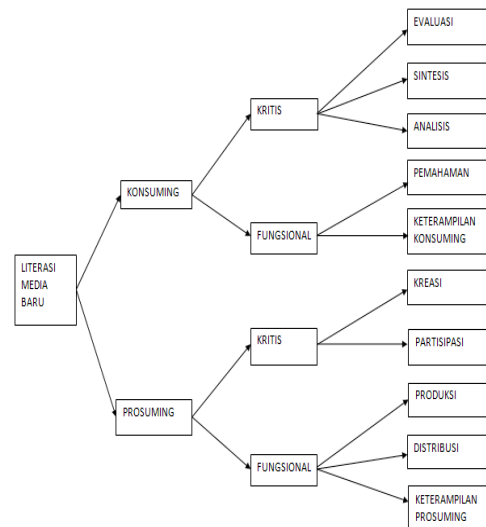 LITERASI
MEDIA
BARU
KONSUMING
KRITIS
EVALUASI
SINTESIS
ANALISIS
FUNGSIONAL
PEMAHAMAN
KETERAMPILAN
KONSUMING
PROSUMING
KRITIS
KREASI
PARTISIPASI
FUNGSIONAL
PRODUKSI
DISTRIBUSI
KETERAMPILAN
PROSUMING